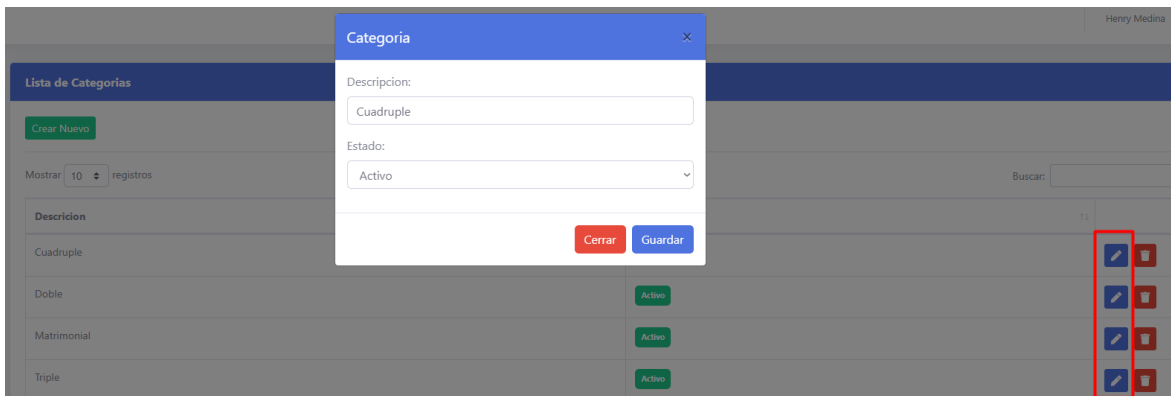 Henry Medina
Categoria ×
Lista de Categorias
Descripcion:
Cuadruple
Crear Nuevo
Estado:
Activo
Mostrar 10 registros
Buscar:
Descricion
Cerrar Guardar
Cuadruple
Doble Activo
Matrimonial Activo
Triple Activo